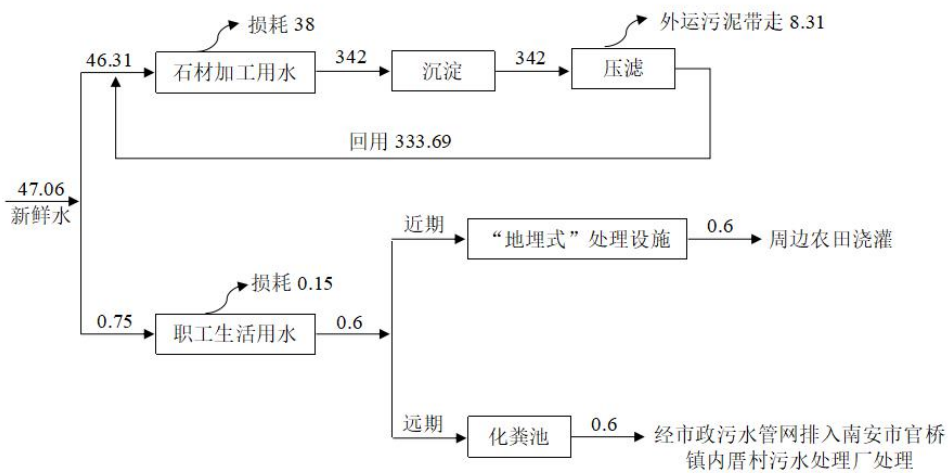 损耗 38
外运污泥带走 8.31
46.31
石材加工用水
342
沉淀
342
压滤
回用 333.69
47.06
新鲜水
近期
“地埋式”处理设施
0.6
周边农田浇灌
损耗 0.15
0.75
职工生活用水
0.6
远期
化粪池
0.6
经市政污水管网排入南安市官桥
镇内厝村污水处理厂处理